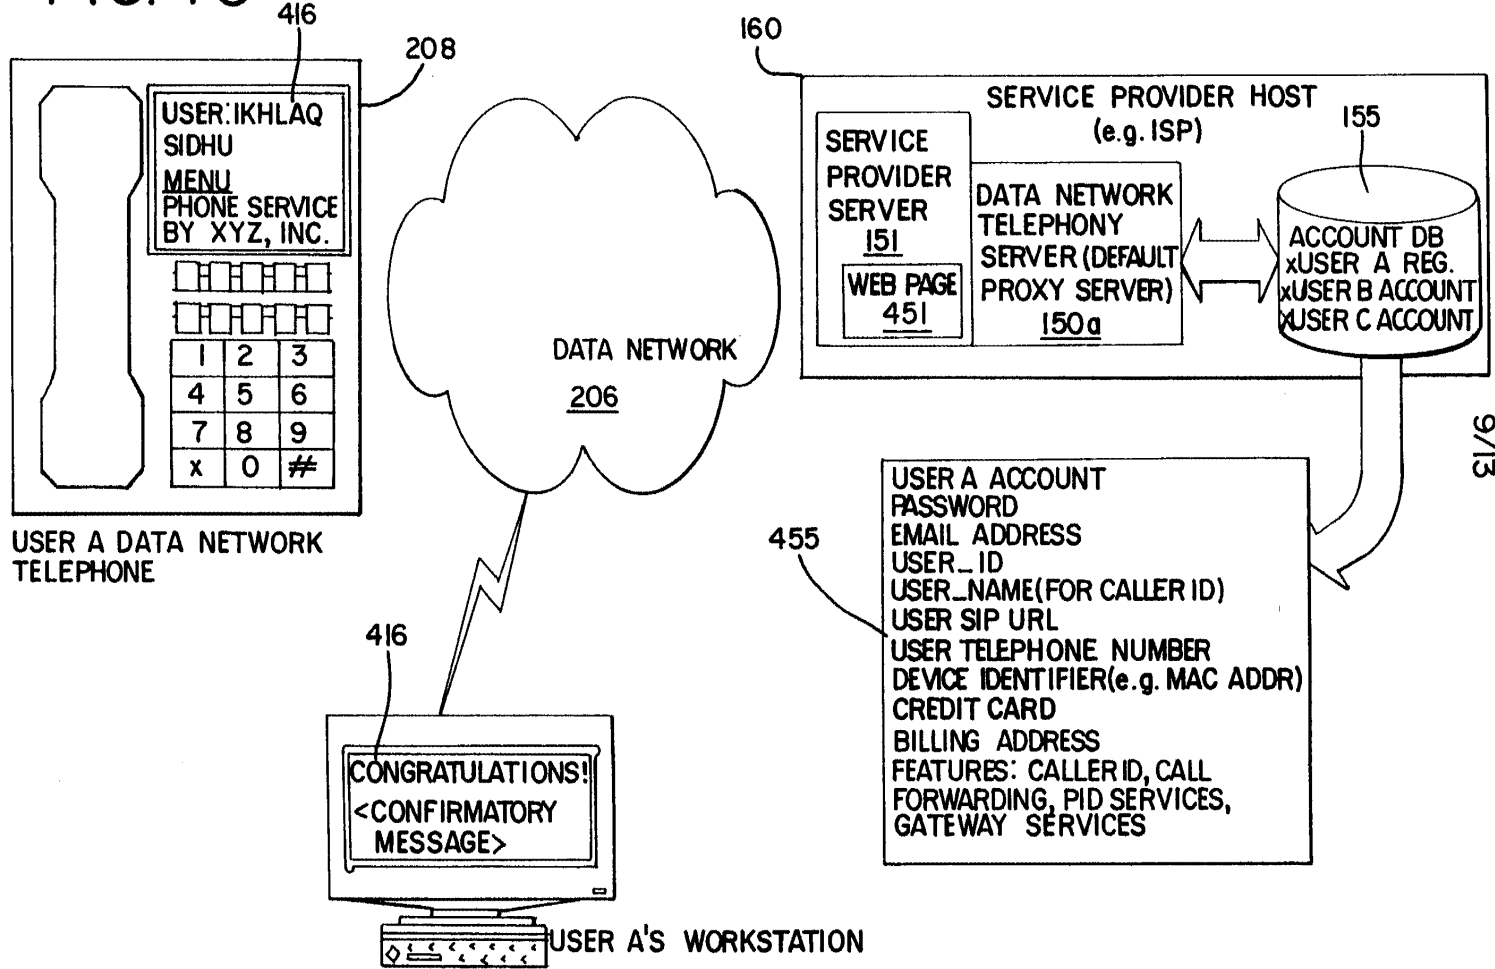 416
208
USER:IKHLAQ
SIDHU
MENU
PHONE SERVICE
BY XYZ, INC.
1 2 3
4 5 6
7 8 9
x 0 #
USER A DATA NETWORK
TELEPHONE
DATA NETWORK
206
160
SERVICE PROVIDER HOST
(e.g. ISP)
155
SERVICE
PROVIDER
SERVER
151
WEB PAGE
451
DATA NETWORK
TELEPHONY
SERVER (DEFAULT
PROXY SERVER)
150a
ACCOUNT DB
xUSER A REG.
xUSER B ACCOUNT
xUSER C ACCOUNT
9/13
455
USER A ACCOUNT
PASSWORD
EMAIL ADDRESS
USER_ID
USER_NAME(FOR CALLER ID)
USER SIP URL
USER TELEPHONE NUMBER
DEVICE IDENTIFIER(e.g. MAC ADDR)
CREDIT CARD
BILLING ADDRESS
FEATURES: CALLER ID, CALL
FORWARDING, PID SERVICES,
GATEWAY SERVICES
416
CONGRATULATIONS!
<CONFIRMATORY
MESSAGE>
USER A'S WORKSTATION